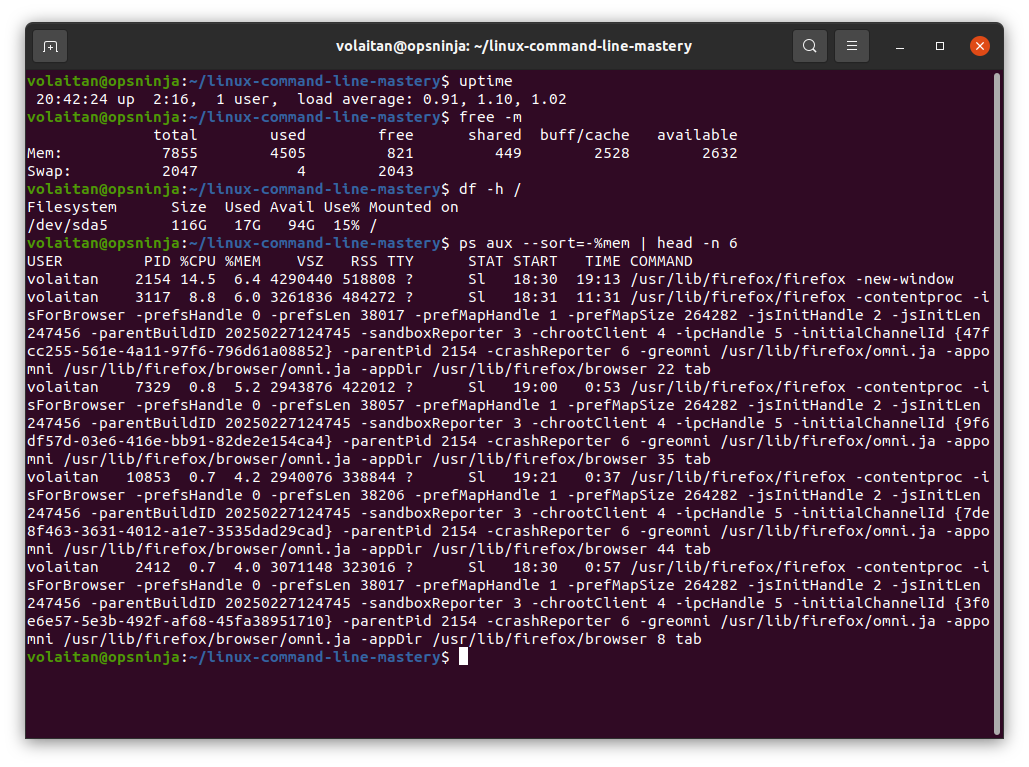 volaitan@opsninja: ~/linux-command-line-mastery
volaitan@opsninja:~/linux-command-line-mastery$ uptime
 20:42:24 up  2:16,  1 user,  load average: 0.91, 1.10, 1.02
volaitan@opsninja:~/linux-command-line-mastery$ free -m
              total        used        free      shared  buff/cache   available
Mem:           7855        4505         821         449        2528        2632
Swap:          2047           4        2043
volaitan@opsninja:~/linux-command-line-mastery$ df -h /
Filesystem      Size  Used Avail Use% Mounted on
/dev/sda5       116G   17G   94G  15% /
volaitan@opsninja:~/linux-command-line-mastery$ ps aux --sort=-%mem | head -n 6
USER         PID %CPU %MEM    VSZ   RSS TTY      STAT START   TIME COMMAND
volaitan    2154 14.5  6.4 4290440 518808 ?      Sl   18:30  19:13 /usr/lib/firefox/firefox -new-window
volaitan    3117  8.8  6.0 3261836 484272 ?      Sl   18:31  11:31 /usr/lib/firefox/firefox -contentproc -i
sForBrowser -prefsHandle 0 -prefsLen 38017 -prefMapHandle 1 -prefMapSize 264282 -jsInitHandle 2 -jsInitLen
247456 -parentBuildID 20250227124745 -sandboxReporter 3 -chrootClient 4 -ipcHandle 5 -initialChannelId {47f
cc255-561e-4a11-97f6-796d61a08852} -parentPid 2154 -crashReporter 6 -greomni /usr/lib/firefox/omni.ja -appo
mni /usr/lib/firefox/browser/omni.ja -appDir /usr/lib/firefox/browser 22 tab
volaitan    7329  0.8  5.2 2943876 422012 ?      Sl   19:00   0:53 /usr/lib/firefox/firefox -contentproc -i
sForBrowser -prefsHandle 0 -prefsLen 38057 -prefMapHandle 1 -prefMapSize 264282 -jsInitHandle 2 -jsInitLen
247456 -parentBuildID 20250227124745 -sandboxReporter 3 -chrootClient 4 -ipcHandle 5 -initialChannelId {9f6
df57d-03e6-416e-bb91-82de2e154ca4} -parentPid 2154 -crashReporter 6 -greomni /usr/lib/firefox/omni.ja -appo
mni /usr/lib/firefox/browser/omni.ja -appDir /usr/lib/firefox/browser 35 tab
volaitan   10853  0.7  4.2 2940076 338844 ?      Sl   19:21   0:37 /usr/lib/firefox/firefox -contentproc -i
sForBrowser -prefsHandle 0 -prefsLen 38206 -prefMapHandle 1 -prefMapSize 264282 -jsInitHandle 2 -jsInitLen
247456 -parentBuildID 20250227124745 -sandboxReporter 3 -chrootClient 4 -ipcHandle 5 -initialChannelId {7de
8f463-3631-4012-a1e7-3535dad29cad} -parentPid 2154 -crashReporter 6 -greomni /usr/lib/firefox/omni.ja -appo
mni /usr/lib/firefox/browser/omni.ja -appDir /usr/lib/firefox/browser 44 tab
volaitan    2412  0.7  4.0 3071148 323016 ?      Sl   18:30   0:57 /usr/lib/firefox/firefox -contentproc -i
sForBrowser -prefsHandle 0 -prefsLen 38017 -prefMapHandle 1 -prefMapSize 264282 -jsInitHandle 2 -jsInitLen
247456 -parentBuildID 20250227124745 -sandboxReporter 3 -chrootClient 4 -ipcHandle 5 -initialChannelId {3f0
e6e57-5e3b-492f-af68-45fa38951710} -parentPid 2154 -crashReporter 6 -greomni /usr/lib/firefox/omni.ja -appo
mni /usr/lib/firefox/browser/omni.ja -appDir /usr/lib/firefox/browser 8 tab
volaitan@opsninja:~/linux-command-line-mastery$